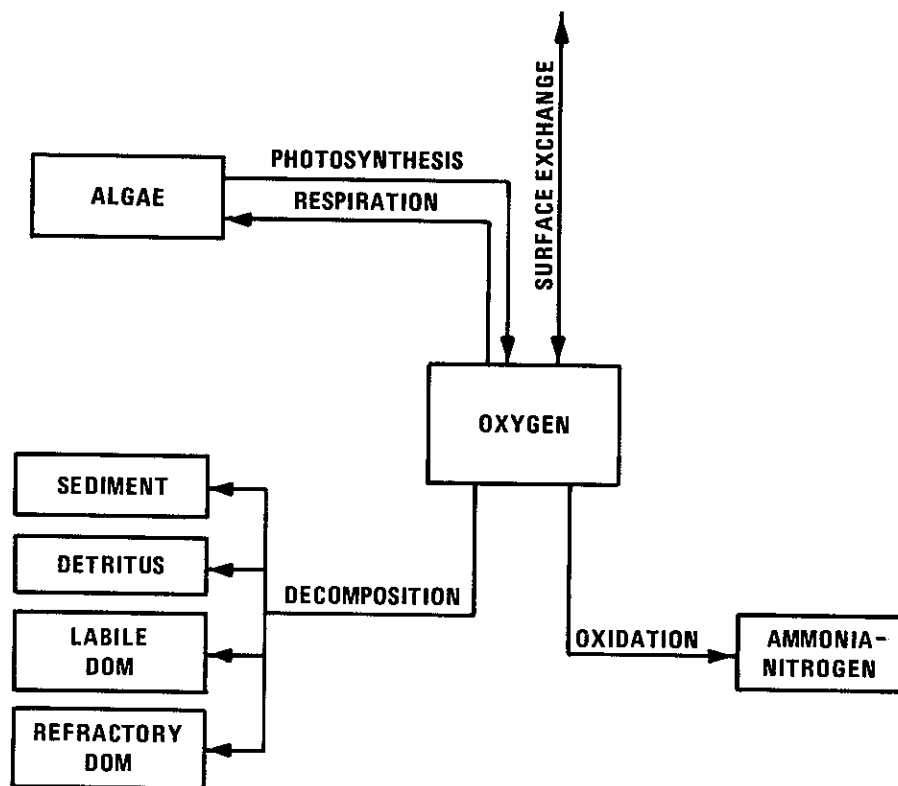 SURFACE EXCHANGE
PHOTOSYNTHESIS
ALGAE
RESPIRATION
OXYGEN
SEDIMENT
DETRITUS
DECOMPOSITION
LABILE
DOM
OXIDATION
AMMONIA-
NITROGEN
REFRACTORY
DOM